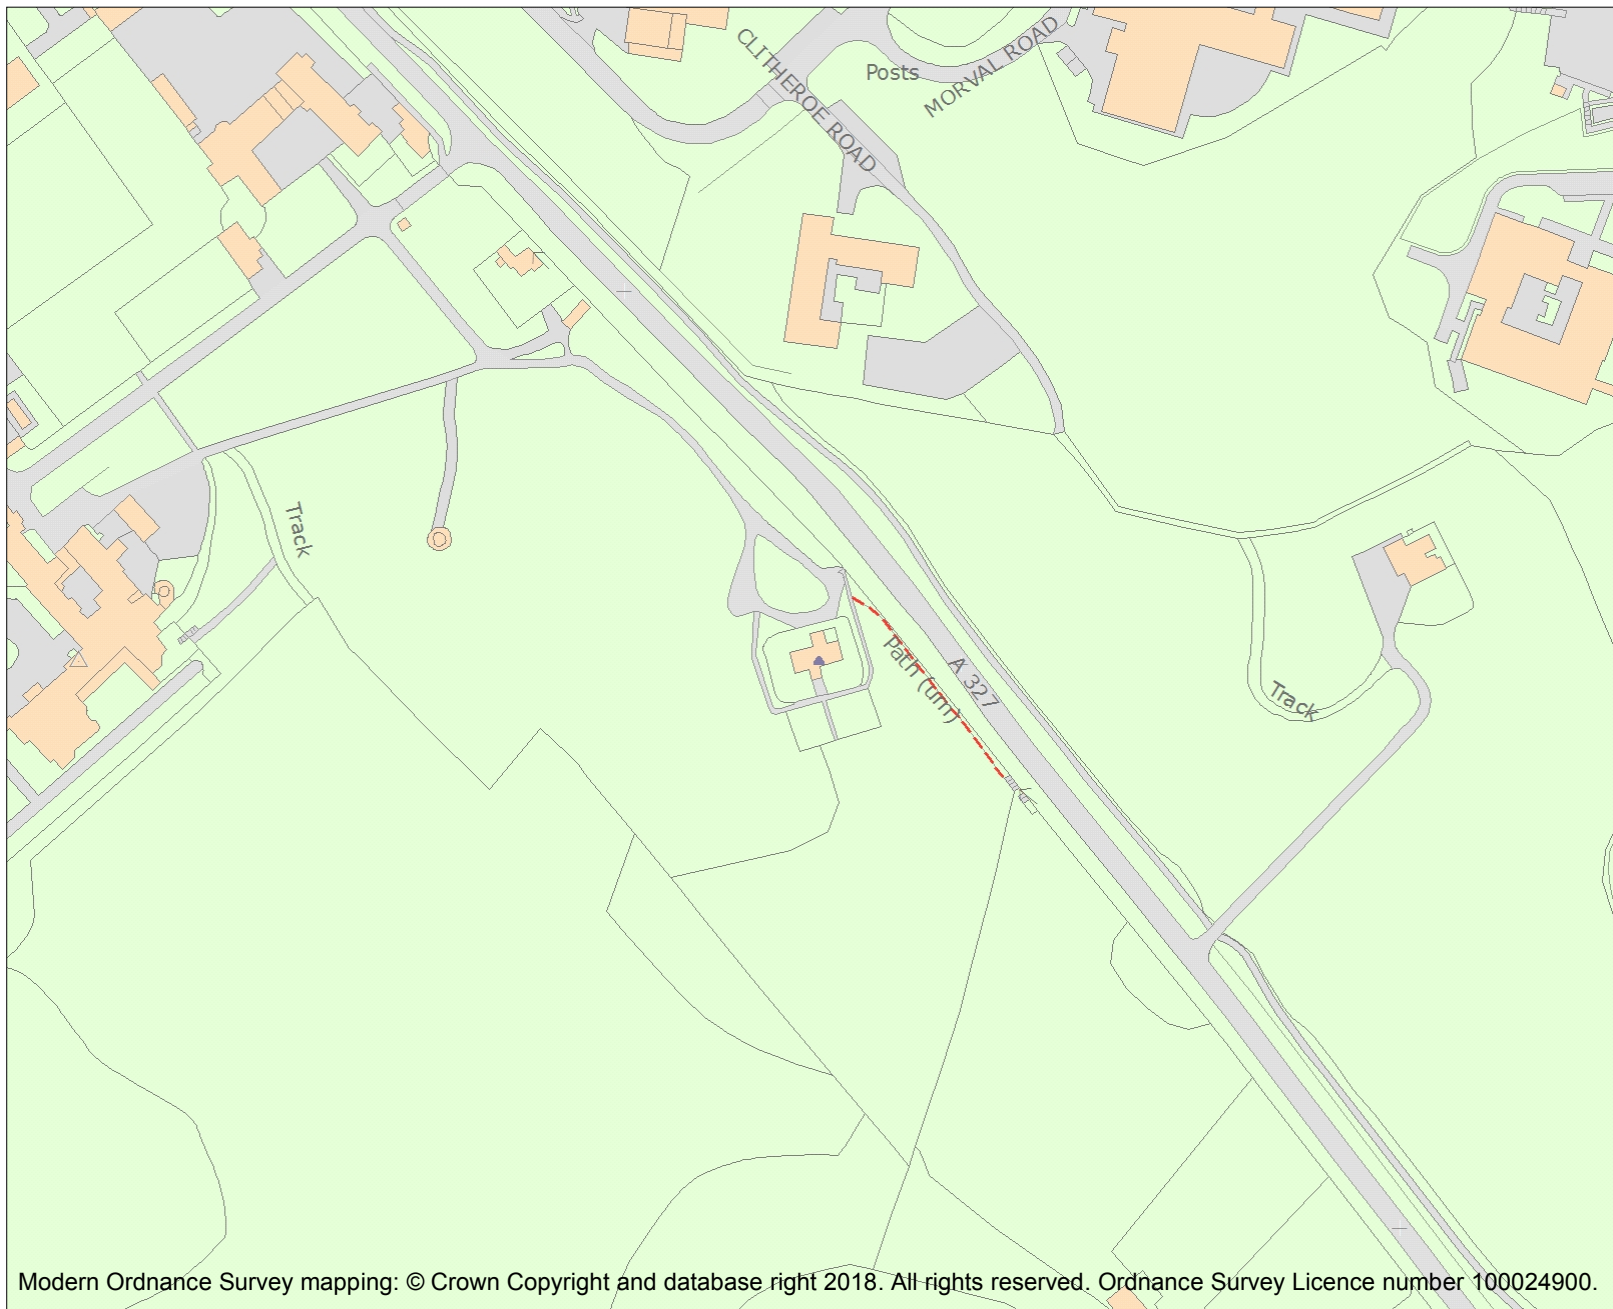 CLITHEROE ROAD
Posts
MORVAL ROAD
Track
Path (um)
A 327
Track
Modern Ordnance Survey mapping: © Crown Copyright and database right 2018. All rights reserved. Ordnance Survey Licence number 100024900.